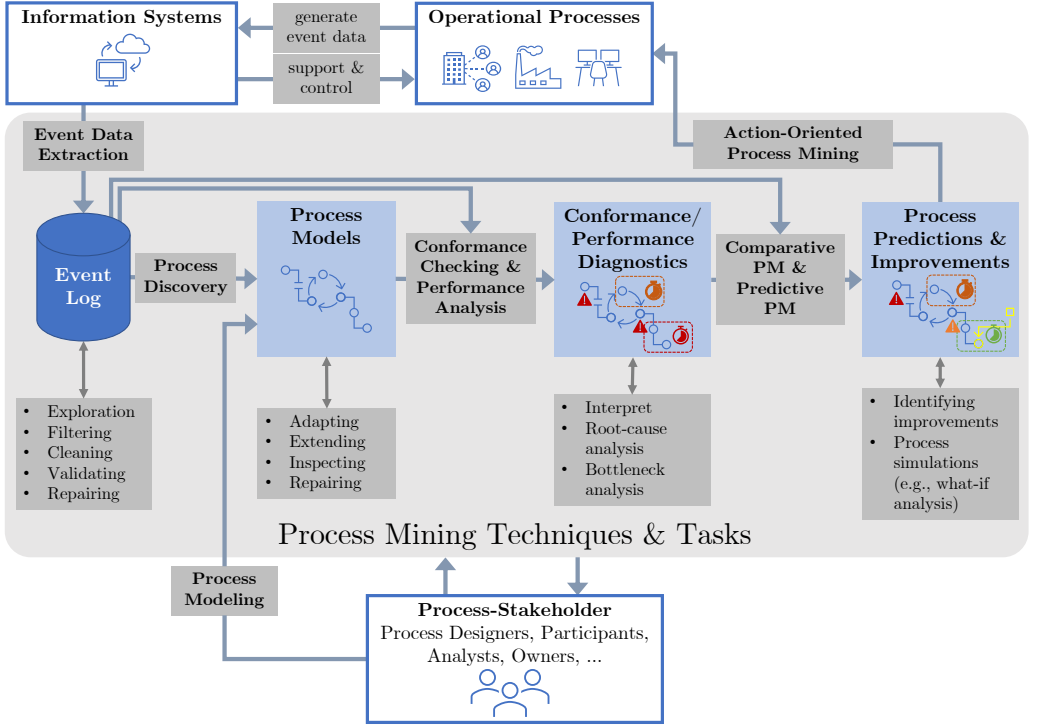 Information Systems
generate
event data
support &
control
Operational Processes
Event Data
Extraction
Action-Oriented
Process Mining
Event
Log
Process
Discovery
Process
Models
Conformance
Checking &
Performance
Analysis
Conformance/
Performance
Diagnostics
Comparative
PM &
Predictive
PM
Process
Predictions &
Improvements
• Exploration
• Filtering
• Cleaning
• Validating
• Repairing
• Adapting
• Extending
• Inspecting
• Repairing
• Interpret
• Root-cause
analysis
• Bottleneck
analysis
• Identifying
improvements
• Process
simulations
(e.g., what-if
analysis)
Process Mining Techniques & Tasks
Process
Modeling
Process-Stakeholder
Process Designers, Participants,
Analysts, Owners, ...